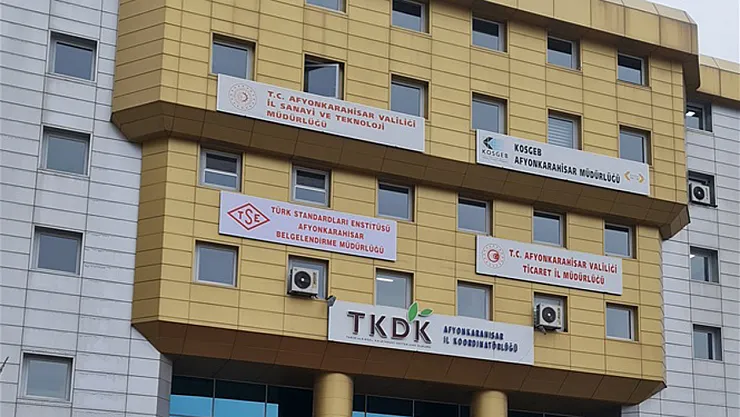 T.C. AFYONKARAHİSAR VALİLİĞİ
İL SANAYİ VE TEKNOLOJİ
MÜDÜRLÜĞÜ
KOSGEB
KOSGEB
AFYONKARAHİSAR MÜDÜRLÜĞÜ
TSE
TÜRK STANDARDLARI ENSTİTÜSÜ
AFYONKARAHİSAR
BELGELENDİRME MÜDÜRLÜĞÜ
T.C. AFYONKARAHİSAR VALİLİĞİ
TİCARET İL MÜDÜRLÜĞÜ
TKDK
AFYONKARAHİSAR
İL KOORDİNATÖRLÜĞÜ